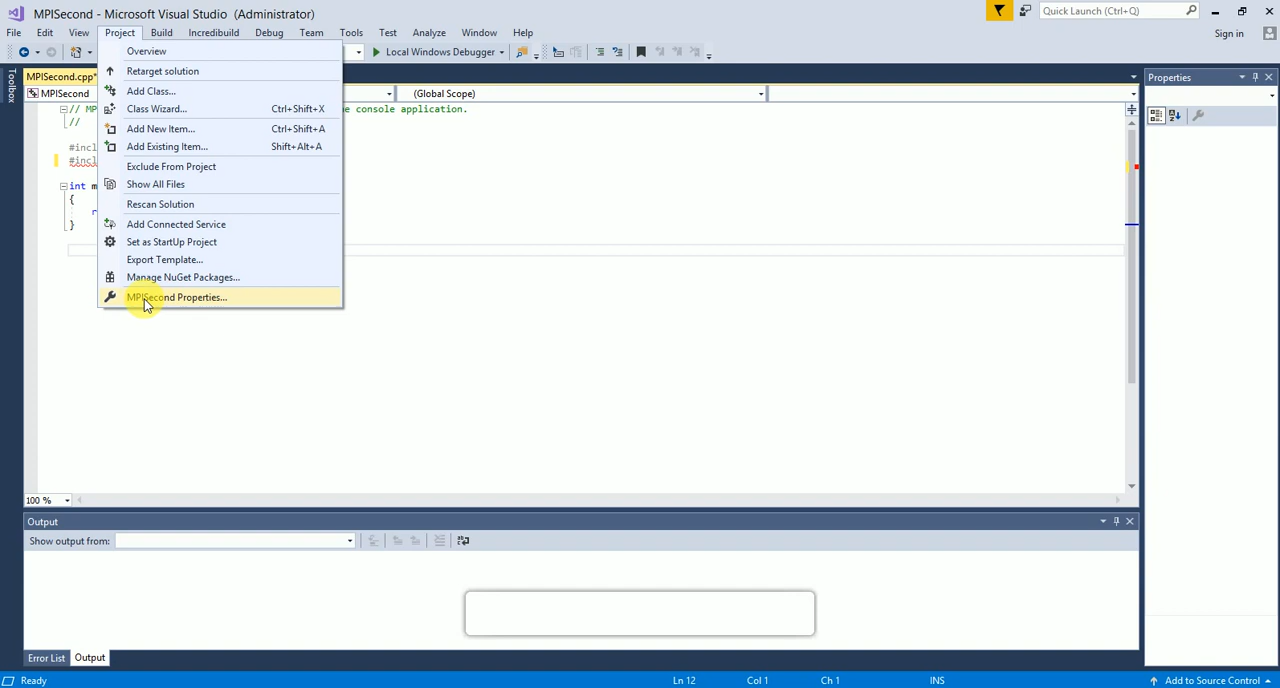 MPISecond - Microsoft Visual Studio (Administrator)
Quick Launch (Ctrl+Q)
File Edit View Project Build Incredibuild Debug Team Tools Test Analyze Window Help
Sign in
Local Windows Debugger
Toolbox
MPISecond.cpp*
MPISecond
(Global Scope)
Properties
Overview
Retarget solution
Add Class...
Class Wizard... Ctrl+Shift+X
Add New Item... Ctrl+Shift+A
Add Existing Item... Shift+Alt+A
Exclude From Project
Show All Files
Rescan Solution
Add Connected Service
Set as StartUp Project
Export Template...
Manage NuGet Packages...
MPISecond Properties...
// MP
e console application.
//
#incl
#incl
int m
{
r
}
100 %
Output
Show output from:
Error List Output
Ready
Ln 12 Col 1 Ch 1 INS
Add to Source Control